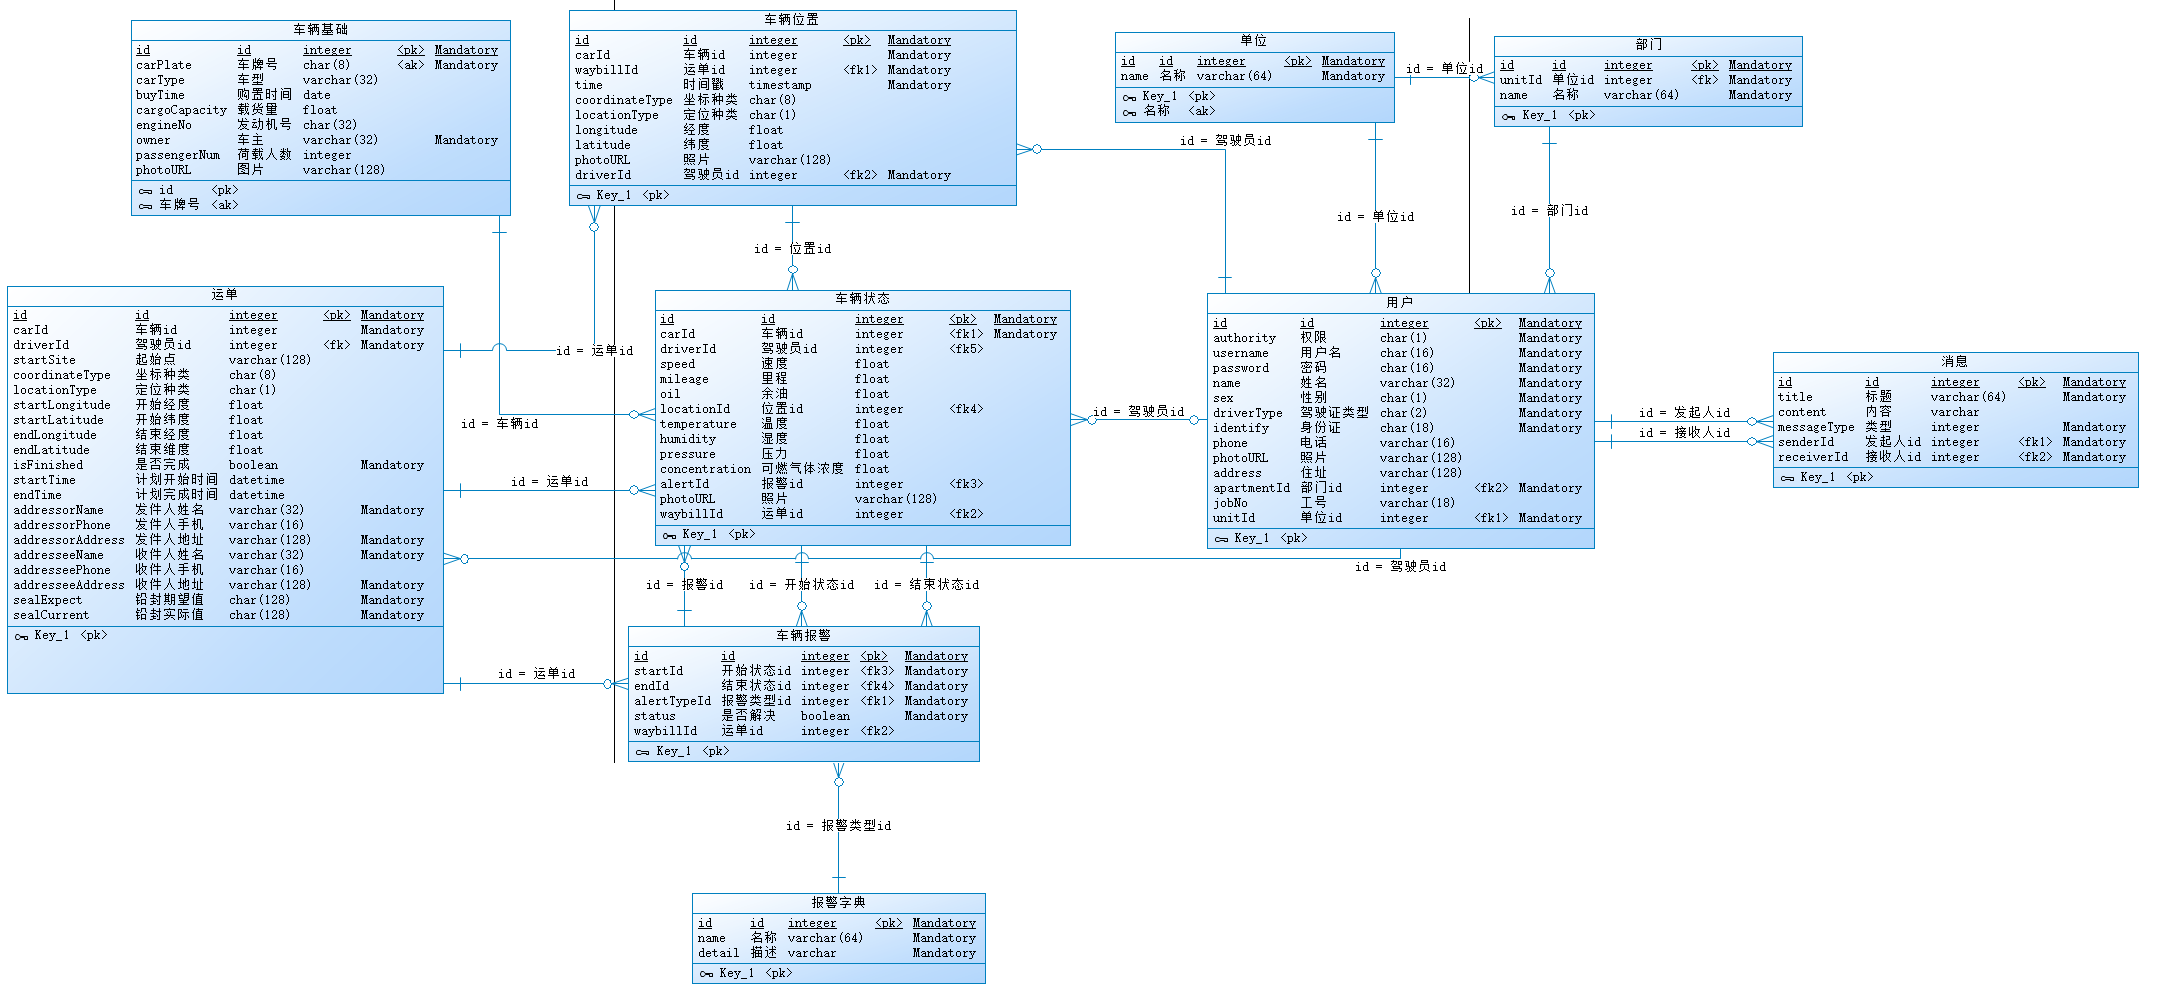 车辆基础
id id integer <pk> Mandatory
carPlate 车牌号 char(8) <ak> Mandatory
carType 车型 varchar(32)
buyTime 购置时间 date
cargoCapacity 载货量 float
engineNo 发动机号 char(32)
owner 车主 varchar(32) Mandatory
passengerNum 荷载人数 integer
photoURL 图片 varchar(128)
id <pk>
车牌号 <ak>
车辆位置
id id integer <pk> Mandatory
carId 车辆id integer Mandatory
waybillId 运单id integer <fk1> Mandatory
time 时间戳 timestamp Mandatory
coordinateType 坐标种类 char(8)
locationType 定位种类 char(1)
longitude 经度 float
latitude 纬度 float
photoURL 照片 varchar(128)
driverId 驾驶员id integer <fk2> Mandatory
Key_1 <pk>
单位
id id integer <pk> Mandatory
name 名称 varchar(64) Mandatory
Key_1 <pk>
名称 <ak>
id = 单位id
部门
id id integer <pk> Mandatory
unitId 单位id integer <fk> Mandatory
name 名称 varchar(64) Mandatory
Key_1 <pk>
id = 驾驶员id
id = 单位id
id = 部门id
id = 位置id
运单
id id integer <pk> Mandatory
carId 车辆id integer Mandatory
driverId 驾驶员id integer <fk> Mandatory
startSite 起始点 varchar(128)
coordinateType 坐标种类 char(8)
locationType 定位种类 char(1)
startLongitude 开始经度 float
startLatitude 开始纬度 float
endLongitude 结束经度 float
endLatitude 结束维度 float
isFinished 是否完成 boolean Mandatory
startTime 计划开始时间 datetime
endTime 计划完成时间 datetime
addressorName 发件人姓名 varchar(32) Mandatory
addressorPhone 发件人手机 varchar(16)
addressorAddress 发件人地址 varchar(128) Mandatory
addresseeName 收件人姓名 varchar(32) Mandatory
addresseePhone 收件人手机 varchar(16)
addresseeAddress 收件人地址 varchar(128) Mandatory
sealExpect 铅封期望值 char(128) Mandatory
sealCurrent 铅封实际值 char(128) Mandatory
Key_1 <pk>
id = 运单id
id = 车辆id
id = 运单id
车辆状态
id id integer <pk> Mandatory
carId 车辆id integer <fk1> Mandatory
driverId 驾驶员id integer <fk5>
speed 速度 float
mileage 里程 float
oil 余油 float
locationId 位置id integer <fk4>
temperature 温度 float
humidity 湿度 float
pressure 压力 float
concentration 可燃气体浓度 float
alertId 报警id integer <fk3>
photoURL 照片 varchar(128)
waybillId 运单id integer <fk2>
Key_1 <pk>
id = 驾驶员id
用户
id id integer <pk> Mandatory
authority 权限 char(1) Mandatory
username 用户名 char(16) Mandatory
password 密码 char(16) Mandatory
name 姓名 varchar(32) Mandatory
sex 性别 char(1) Mandatory
driverType 驾驶证类型 char(2) Mandatory
identify 身份证 char(18) Mandatory
phone 电话 varchar(16)
photoURL 照片 varchar(128)
address 住址 varchar(128)
apartmentId 部门id integer <fk2> Mandatory
jobNo 工号 varchar(18)
unitId 单位id integer <fk1> Mandatory
Key_1 <pk>
id = 发起人id
id = 接收人id
消息
id id integer <pk> Mandatory
title 标题 varchar(64) Mandatory
content 内容 varchar
messageType 类型 integer Mandatory
senderId 发起人id integer <fk1> Mandatory
receiverId 接收人id integer <fk2> Mandatory
Key_1 <pk>
id = 驾驶员id
id = 报警id
id = 开始状态id
id = 结束状态id
id = 运单id
车辆报警
id id integer <pk> Mandatory
startId 开始状态id integer <fk3> Mandatory
endId 结束状态id integer <fk4> Mandatory
alertTypeId 报警类型id integer <fk1> Mandatory
status 是否解决 boolean Mandatory
waybillId 运单id integer <fk2>
Key_1 <pk>
id = 报警类型id
报警字典
id id integer <pk> Mandatory
name 名称 varchar(64) Mandatory
detail 描述 varchar Mandatory
Key_1 <pk>